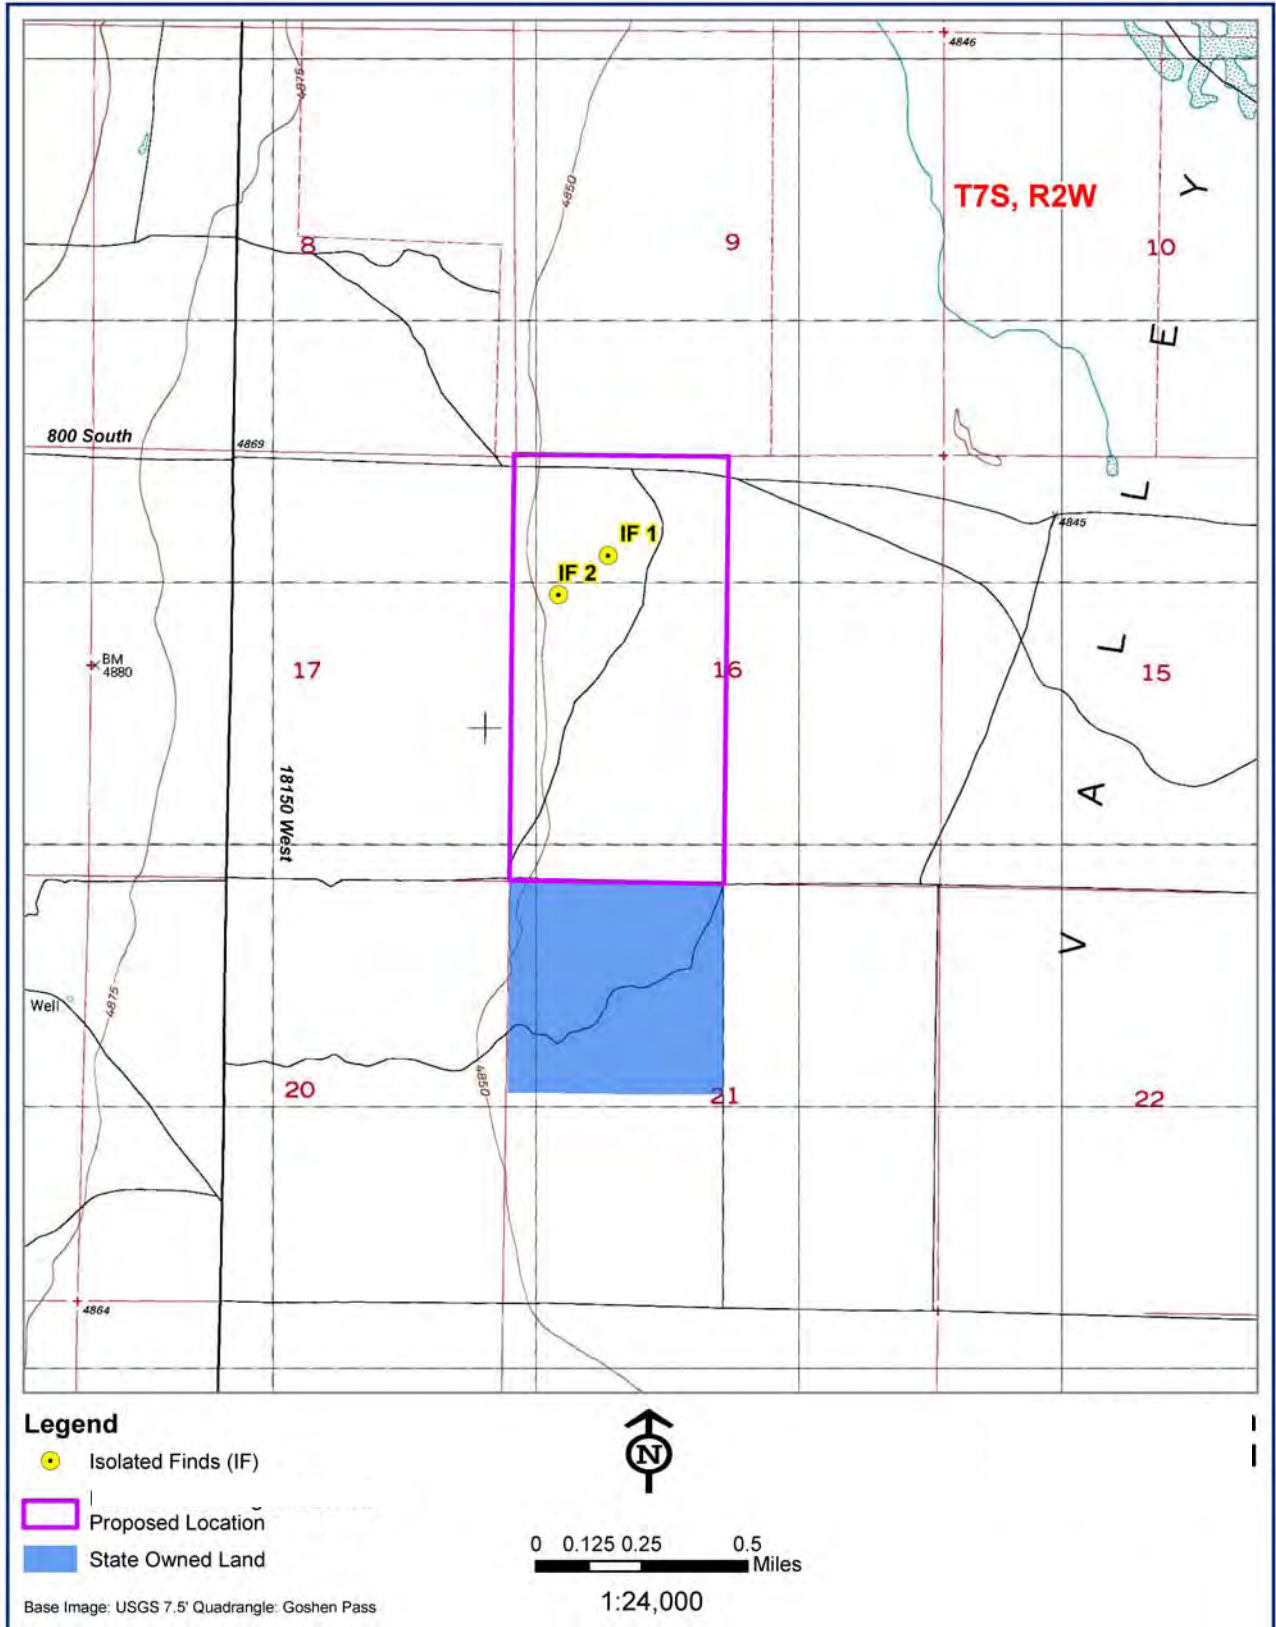 4846
4875
4850
T7S, R2W
Y
8
9
10
E
800 South
4869
L
4845
IF 1
IF 2
BM
4880
17
16
L
15
18150 West
A
V
Well
4875
4850
20
21
22
4864
Legend
Isolated Finds (IF)
Proposed Location
State Owned Land
N
0 0.125 0.25 0.5
Miles
1:24,000
Base Image: USGS 7.5' Quadrangle: Goshen Pass